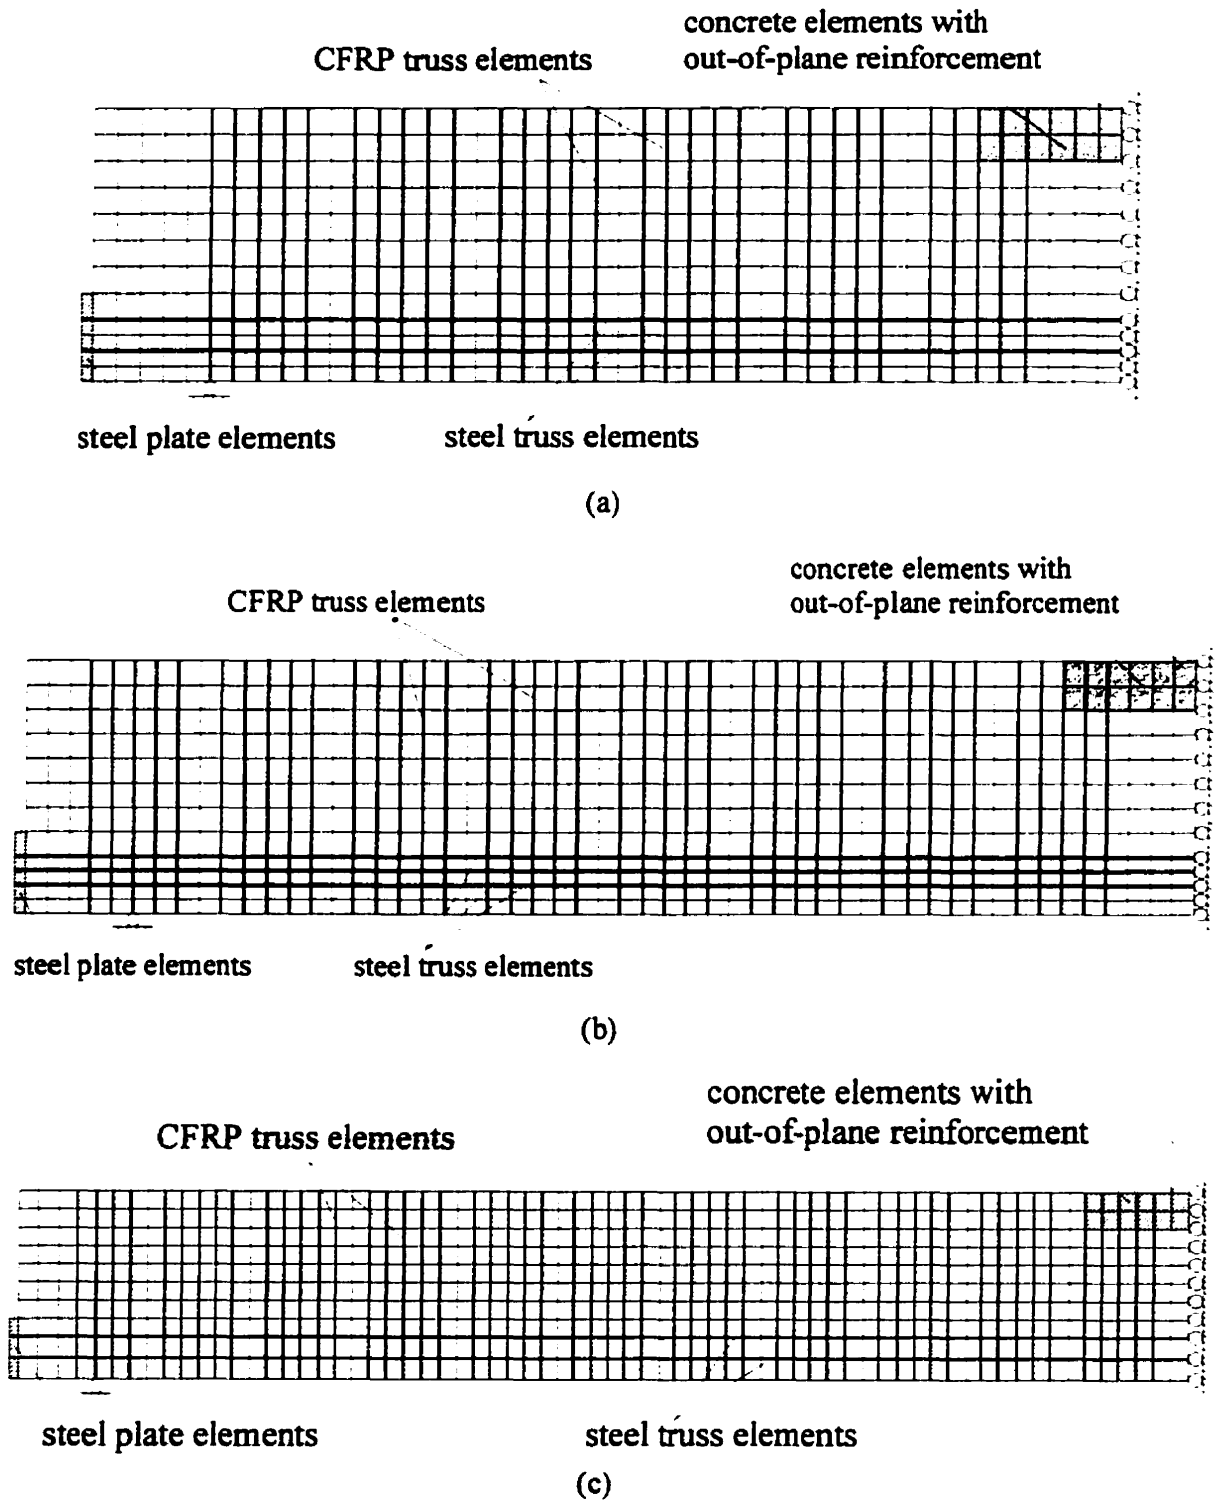 concrete elements with
CFRP truss elements
out-of-plane reinforcement
steel plate elements
steel truss elements
(a)
concrete elements with
CFRP truss elements
out-of-plane reinforcement
steel plate elements
steel truss elements
(b)
concrete elements with
CFRP truss elements
out-of-plane reinforcement
steel plate elements
steel truss elements
(c)